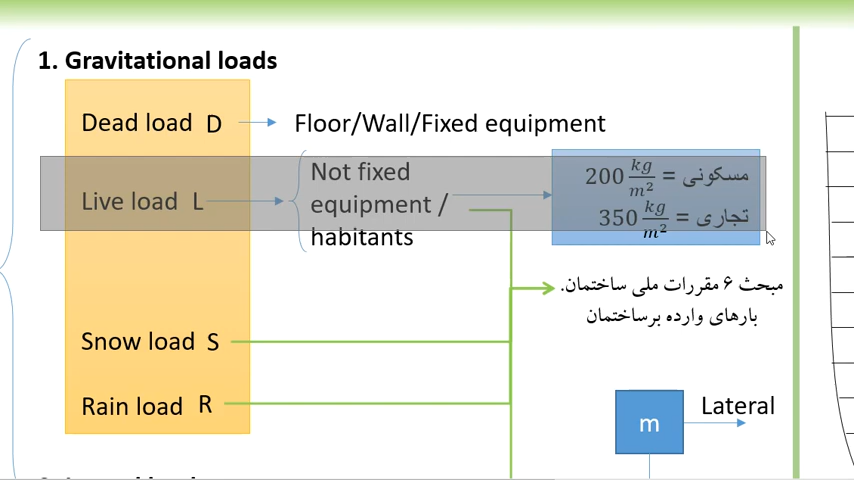 1. Gravitational loads
Dead load D
Floor/Wall/Fixed equipment
Live load L
Not fixed
equipment /
habitants
مسکونی = 200 kg/m²
تجاری = 350 kg/m²
مبحث ۶ مقررات ملی ساختمان.
بارهای وارده برساختمان
Snow load S
Rain load R
m
Lateral